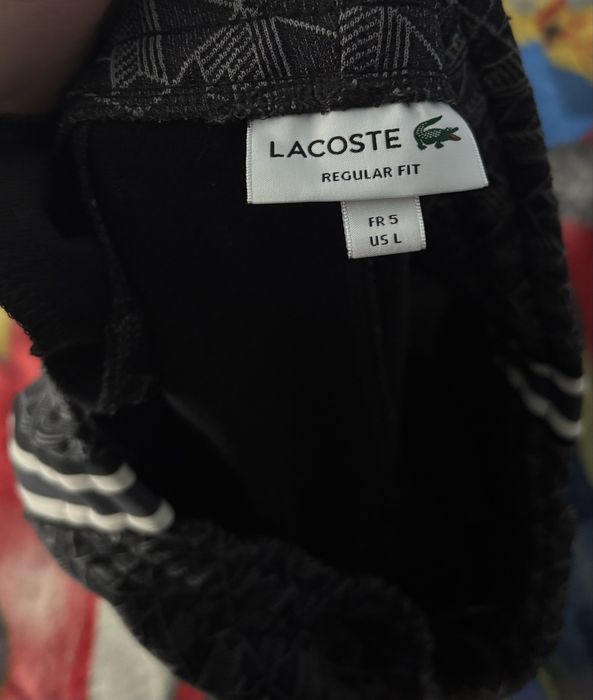 LACOSTE
REGULAR FIT
FR 5
US L